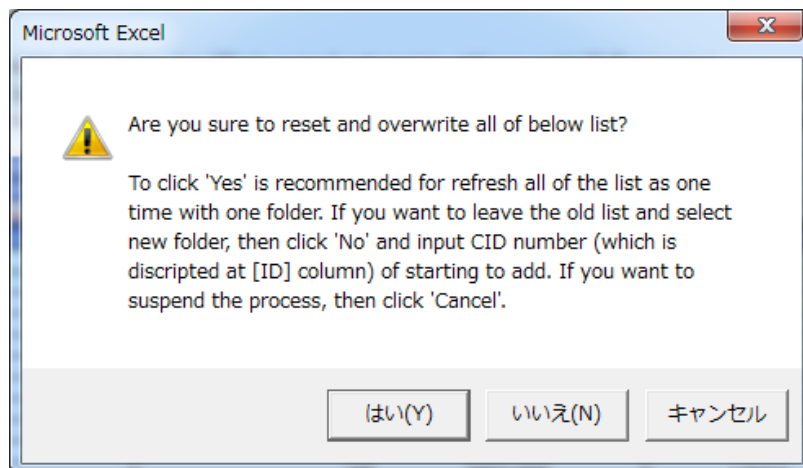 Microsoft Excel
Are you sure to reset and overwrite all of below list?
To click 'Yes' is recommended for refresh all of the list as one
time with one folder. If you want to leave the old list and select
new folder, then click 'No' and input CID number (which is
discripted at [ID] column) of starting to add. If you want to
suspend the process, then click 'Cancel'.
はい(Y) いいえ(N) キャンセル